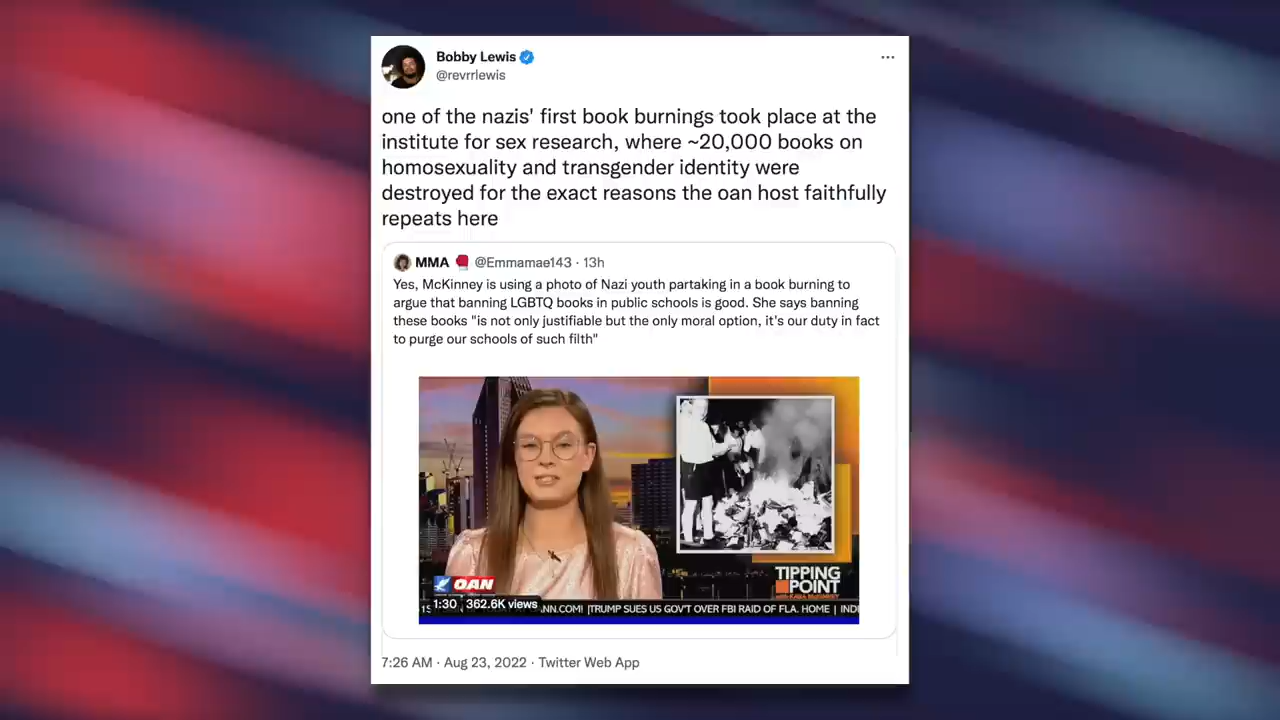 Bobby Lewis
@revrrlewis
one of the nazis' first book burnings took place at the
institute for sex research, where ~20,000 books on
homosexuality and transgender identity were
destroyed for the exact reasons the oan host faithfully
repeats here
MMA 🥊 @Emmamae143 · 13h
Yes, McKinney is using a photo of Nazi youth partaking in a book burning to
argue that banning LGBTQ books in public schools is good. She says banning
these books "is not only justifiable but the only moral option, it's our duty in fact
to purge our schools of such filth"
OAN
TIPPING
POINT
1:30 362.6K views
NN.COM! |TRUMP SUES US GOV'T OVER FBI RAID OF FLA. HOME | INDI
7:26 AM · Aug 23, 2022 · Twitter Web App